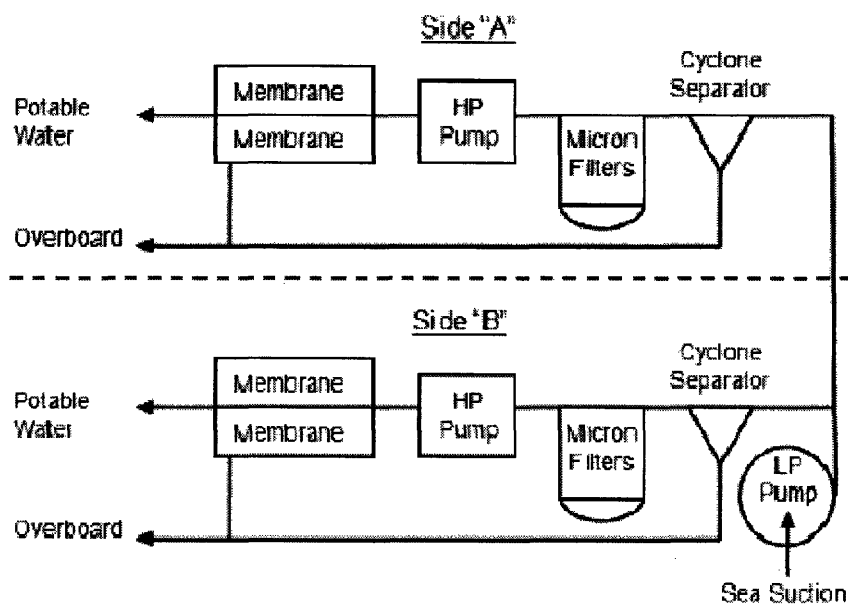 Side "A"
Cyclone
Separator
Potable
Water
Membrane
Membrane
HP
Pump
Micron
Filters
Overboard
Side "B"
Cyclone
Separator
Potable
Water
Membrane
Membrane
HP
Pump
Micron
Filters
LP
Pump
Overboard
Sea Suction